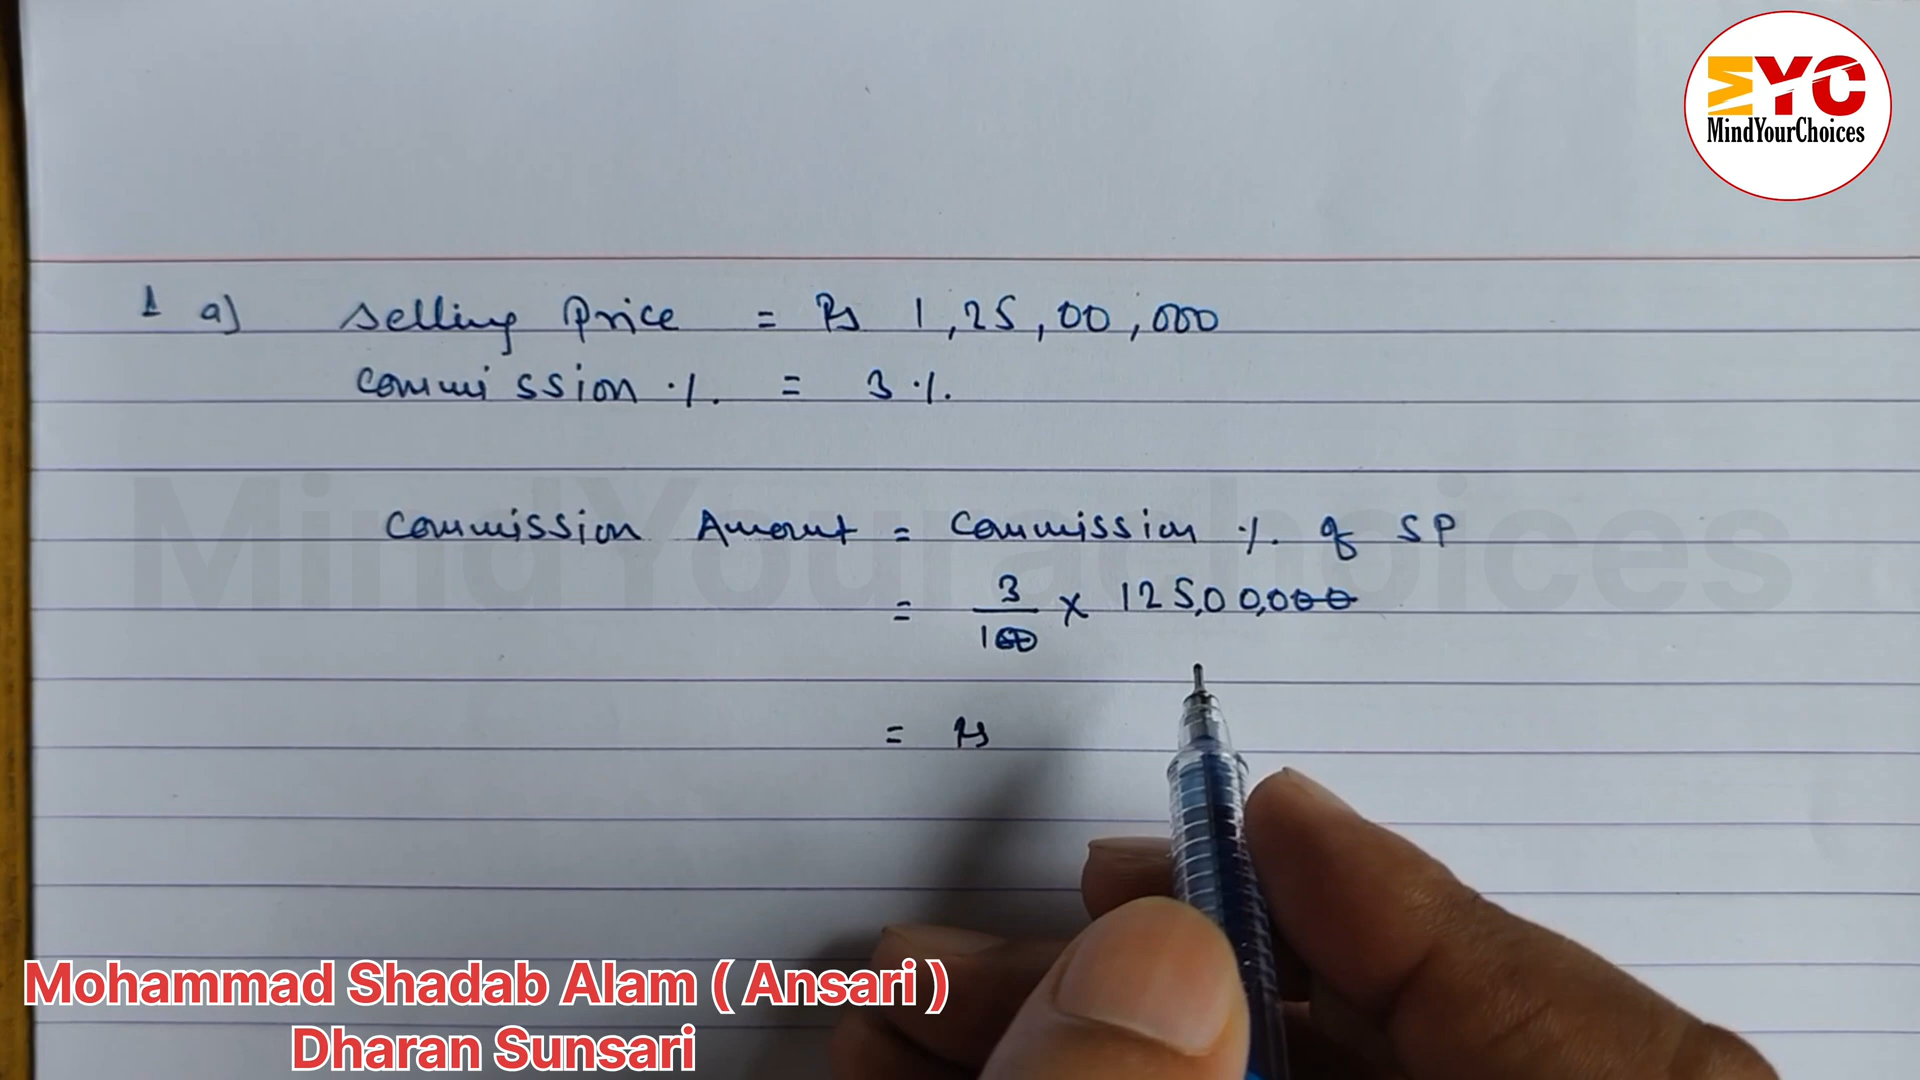 MYC
MindYourChoices
1 a) Selling Price = Rs 1,25,00,000
Commission %. = 3 %.
Commission Amount = Commission %. of SP
= 3/100 × 125,00,000
= Rs
MindYourachoices
Mohammad Shadab Alam ( Ansari )
Dharan Sunsari